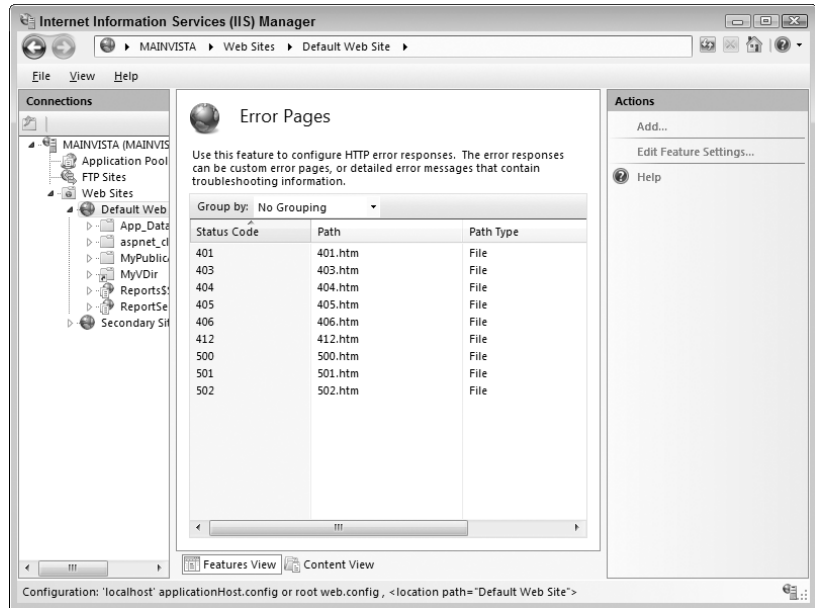 Internet Information Services (IIS) Manager
MAINVISTA Web Sites Default Web Site
File View Help
Connections
MAINVISTA (MAINVIS
Application Pool
FTP Sites
Web Sites
Default Web
App_Data
aspnet_cl
MyPublic
MyVDir
Reports$S
ReportSe
Secondary Sit
Error Pages
Use this feature to configure HTTP error responses. The error responses
can be custom error pages, or detailed error messages that contain
troubleshooting information.
Group by: No Grouping
Status Code Path Path Type
401 401.htm File
403 403.htm File
404 404.htm File
405 405.htm File
406 406.htm File
412 412.htm File
500 500.htm File
501 501.htm File
502 502.htm File
Features View Content View
Actions
Add...
Edit Feature Settings...
Help
Configuration: 'localhost' applicationHost.config or root web.config , <location path="Default Web Site">